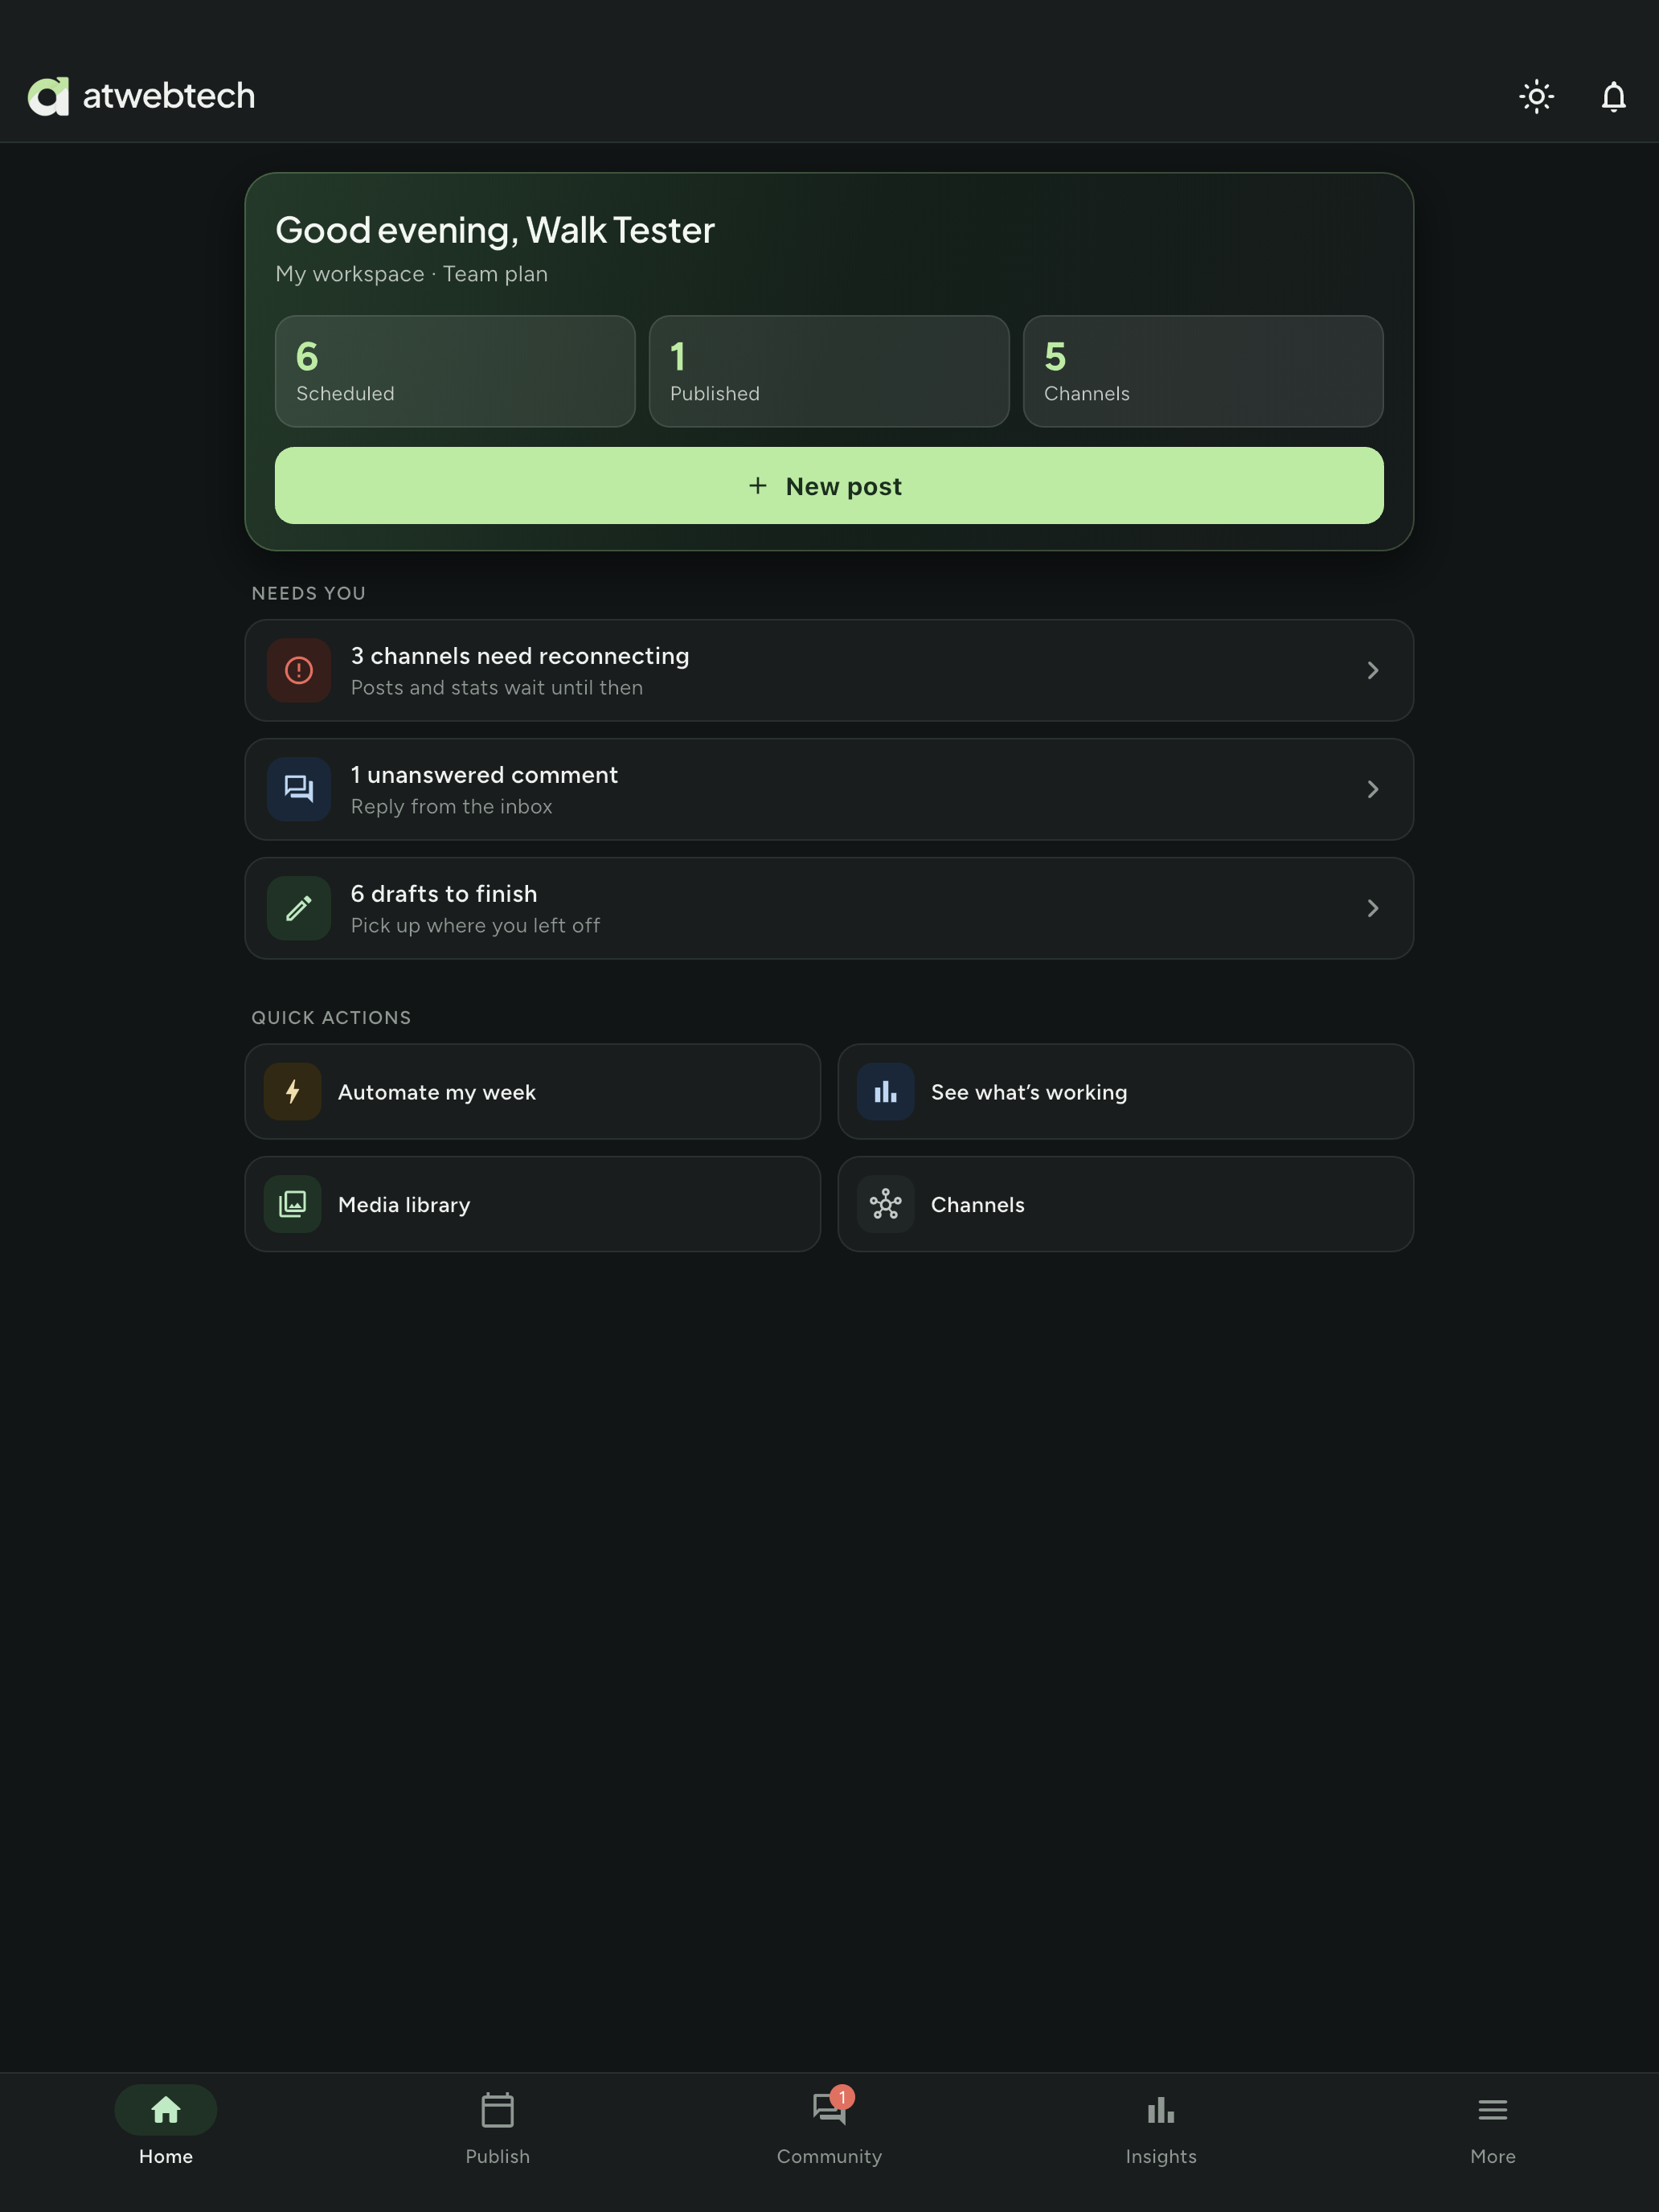 atwebtech
Good evening, Walk Tester
My workspace · Team plan
6
Scheduled
1
Published
5
Channels
+ New post
NEEDS YOU
3 channels need reconnecting
Posts and stats wait until then
1 unanswered comment
Reply from the inbox
6 drafts to finish
Pick up where you left off
QUICK ACTIONS
Automate my week
See what’s working
Media library
Channels
1
Home
Publish
Community
Insights
More